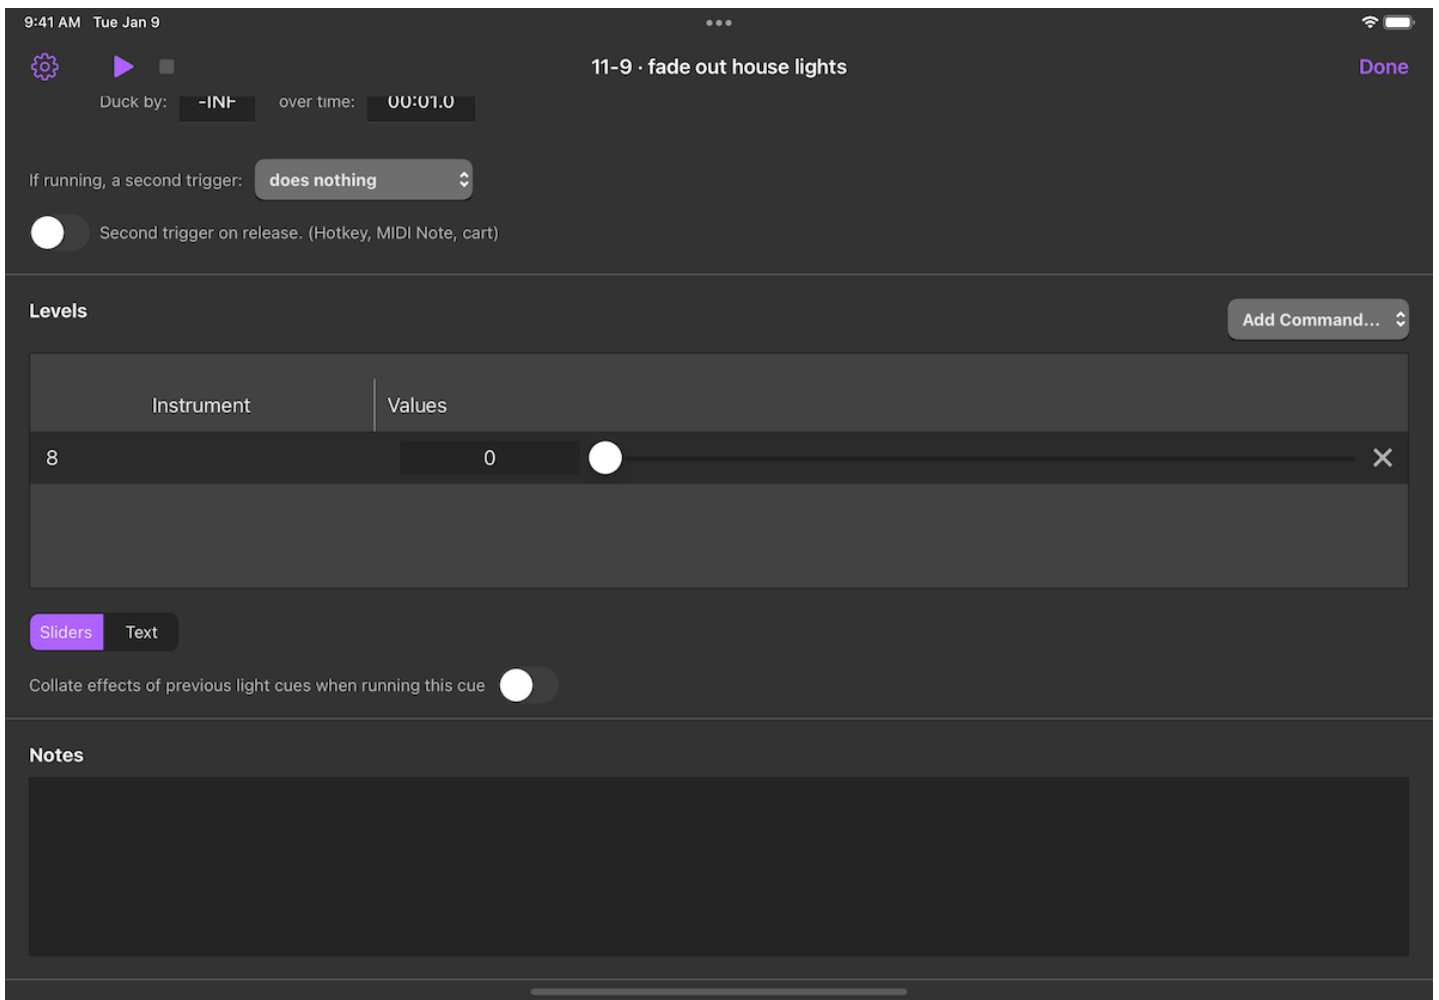 9:41 AM Tue Jan 9
11-9 · fade out house lights
Done
Duck by: -INF over time: 00:01.0
If running, a second trigger: does nothing
Second trigger on release. (Hotkey, MIDI Note, cart)
Levels
Add Command...
Instrument Values
8 0
Sliders Text
Collate effects of previous light cues when running this cue
Notes